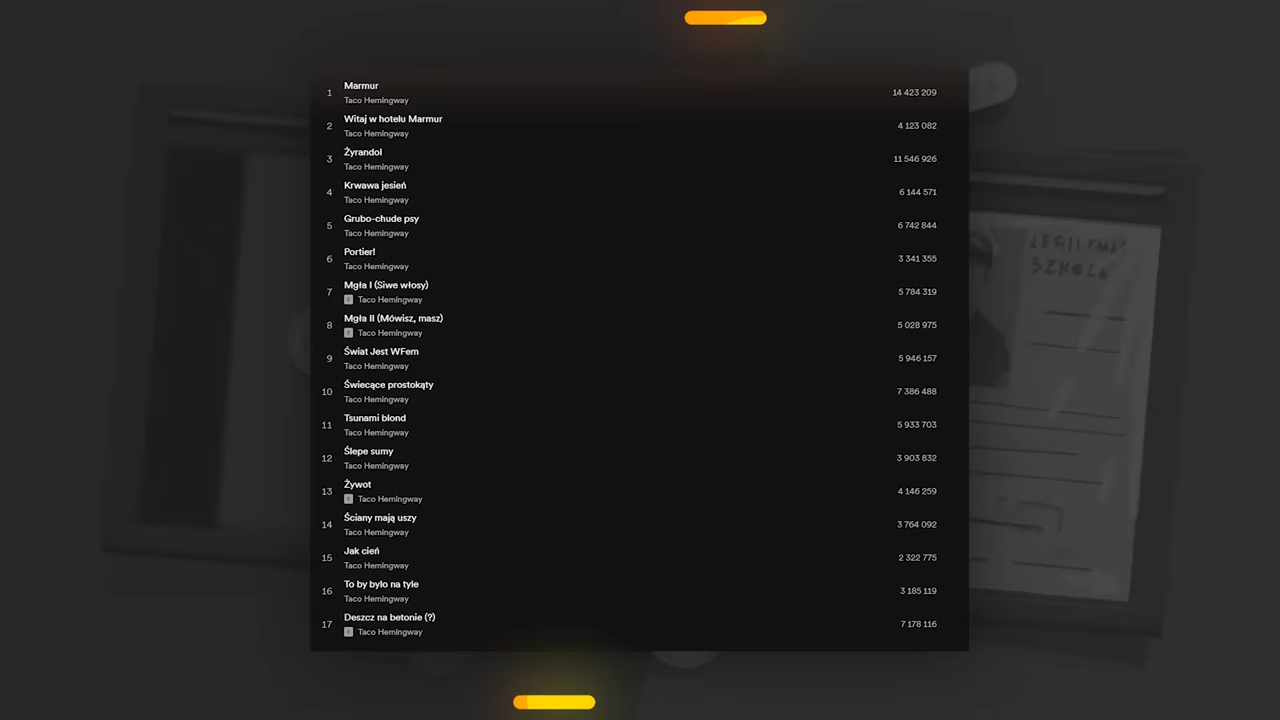 1 Marmur 14 423 209
Taco Hemingway
2 Witaj w hotelu Marmur 4 123 082
Taco Hemingway
3 Żyrandol 11 546 926
Taco Hemingway
4 Krwawa jesień 6 144 571
Taco Hemingway
5 Grubo-chude psy 6 742 844
Taco Hemingway
6 Portier! 3 341 355
Taco Hemingway
7 Mgła I (Siwe włosy) 5 784 319
E Taco Hemingway
8 Mgła II (Mówisz, masz) 5 028 975
E Taco Hemingway
9 Świat Jest WFem 5 946 157
Taco Hemingway
10 Świecące prostokąty 7 386 488
Taco Hemingway
11 Tsunami blond 5 933 703
Taco Hemingway
12 Ślepe sumy 3 903 832
Taco Hemingway
13 Żywot 4 146 259
E Taco Hemingway
14 Ściany mają uszy 3 764 092
Taco Hemingway
15 Jak cień 2 322 775
Taco Hemingway
16 To by było na tyle 3 185 119
Taco Hemingway
17 Deszcz na betonie (?) 7 178 116
E Taco Hemingway